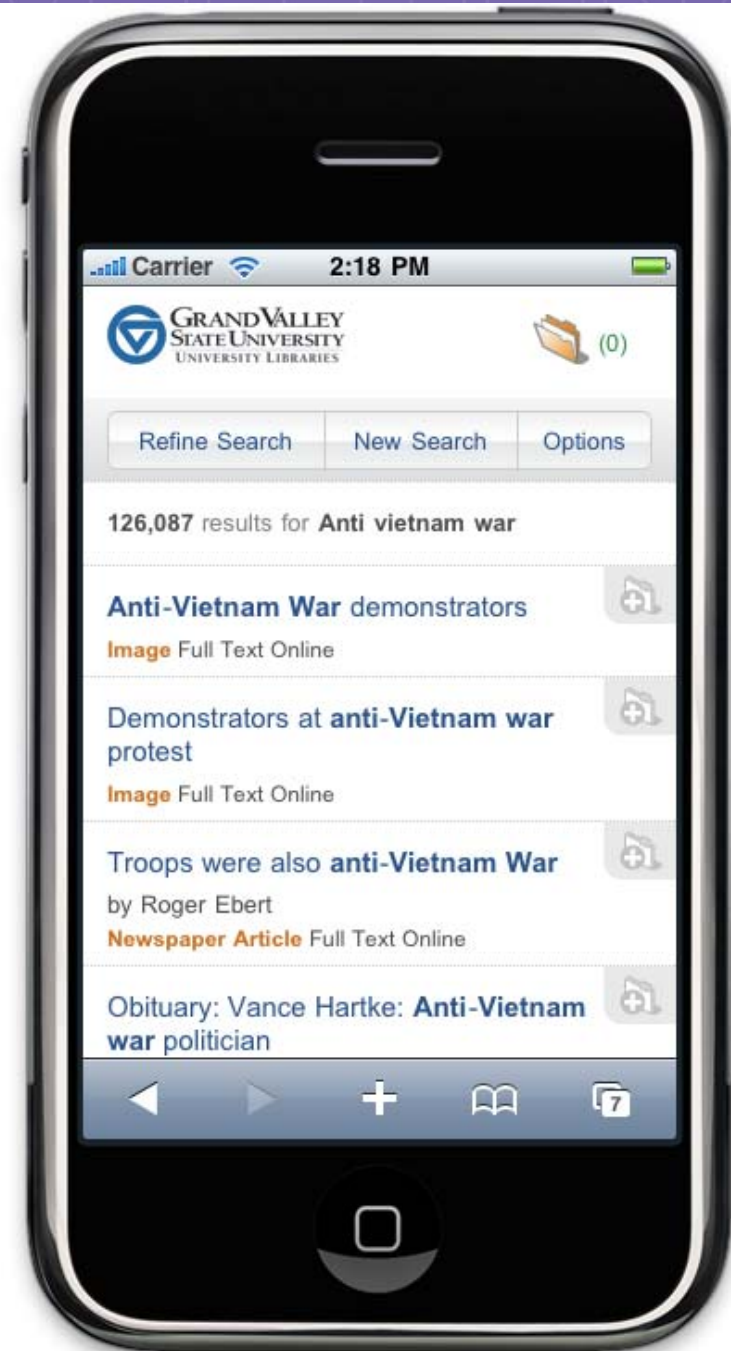 Carrier 2:18 PM
GRAND VALLEY
STATE UNIVERSITY
UNIVERSITY LIBRARIES
(0)
Refine Search New Search Options
126,087 results for Anti vietnam war
Anti-Vietnam War demonstrators
Image Full Text Online
Demonstrators at anti-Vietnam war
protest
Image Full Text Online
Troops were also anti-Vietnam War
by Roger Ebert
Newspaper Article Full Text Online
Obituary: Vance Hartke: Anti-Vietnam
war politician
7